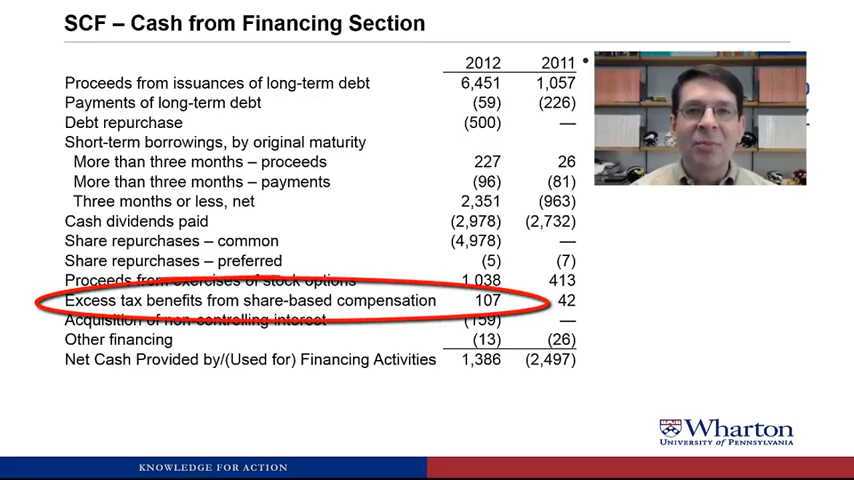 SCF – Cash from Financing Section
2012 2011
Proceeds from issuances of long-term debt 6,451 1,057
Payments of long-term debt (59) (226)
Debt repurchase (500) —
Short-term borrowings, by original maturity
More than three months – proceeds 227 26
More than three months – payments (96) (81)
Three months or less, net 2,351 (963)
Cash dividends paid (2,978) (2,732)
Share repurchases – common (4,978) —
Share repurchases – preferred (5) (7)
Proceeds from exercises of stock options 1,038 413
Excess tax benefits from share-based compensation 107 42
Acquisition of non-controlling interest (159) —
Other financing (13) (26)
Net Cash Provided by/(Used for) Financing Activities 1,386 (2,497)
Wharton
UNIVERSITY of PENNSYLVANIA
KNOWLEDGE FOR ACTION